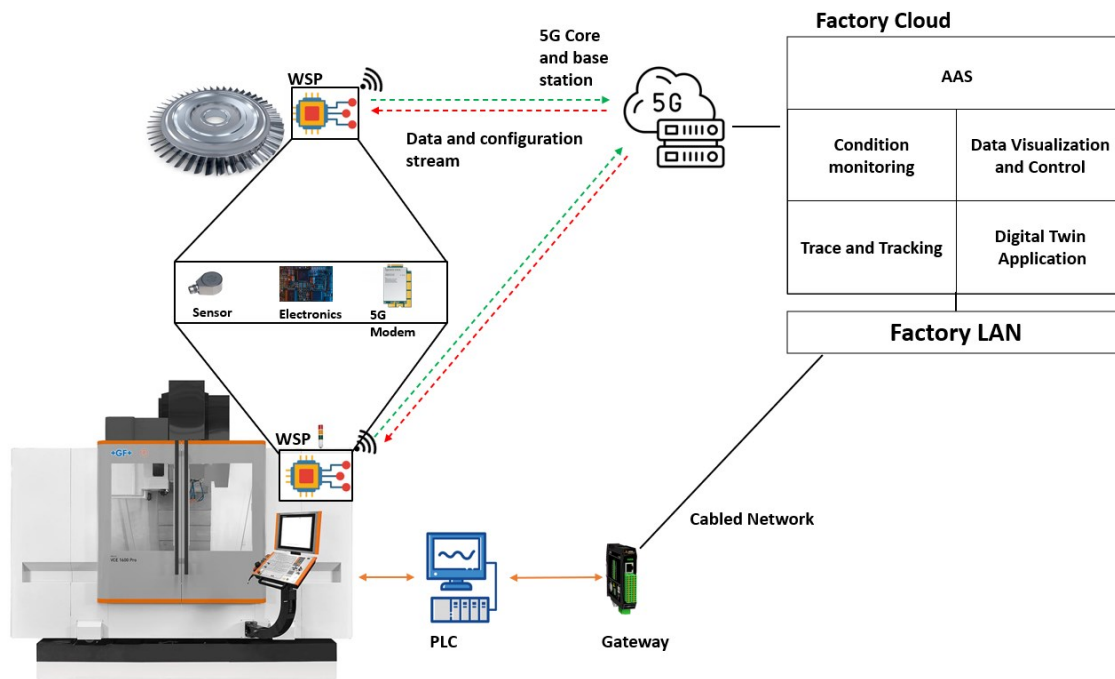 Factory Cloud
5G Core
and base
station
WSP
5G
AAS
Data and configuration
stream
Condition
monitoring
Data Visualization
and Control
Trace and Tracking
Digital Twin
Application
Sensor
Electronics
5G
Modem
Factory LAN
WSP
+GF+
Cabled Network
PLC
Gateway